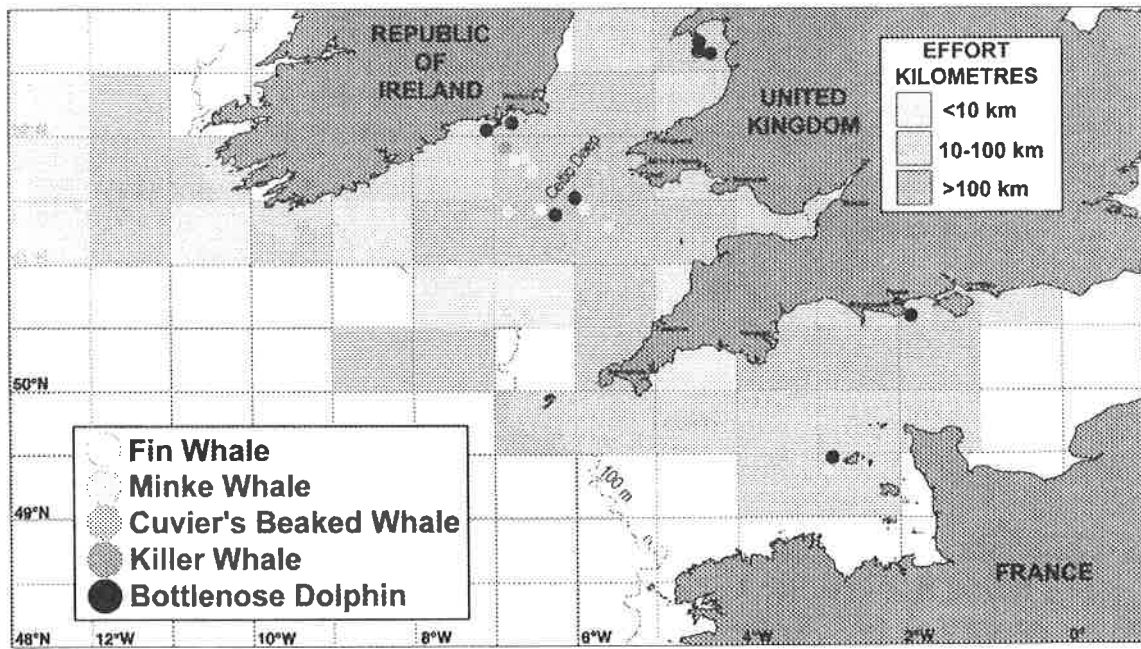 REPUBLIC
OF
IRELAND
UNITED
KINGDOM
EFFORT
KILOMETRES
<10 km
10-100 km
>100 km
Celtic Deep
50°N
49°N
48°N
100 m
Fin Whale
Minke Whale
Cuvier's Beaked Whale
Killer Whale
Bottlenose Dolphin
FRANCE
12°W
10°W
8°W
6°W
4°W
2°W
0°